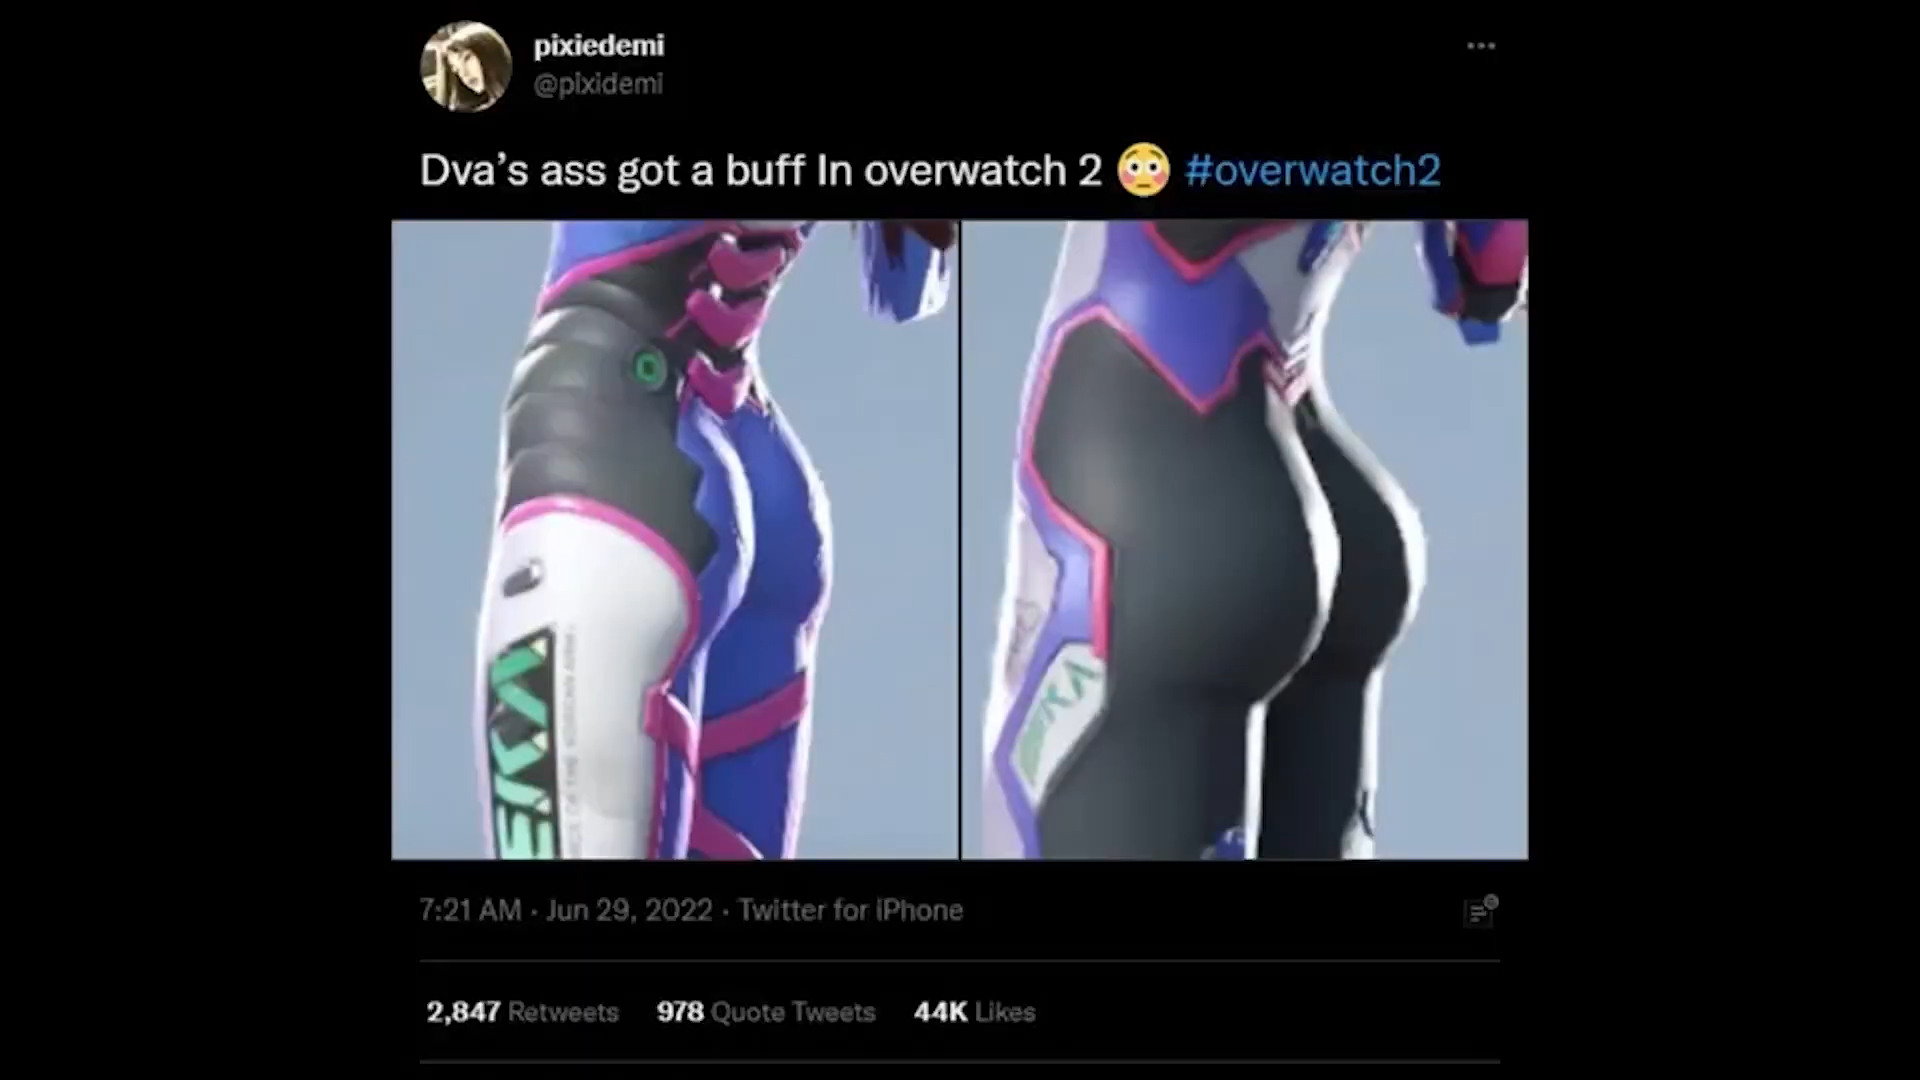 pixiedemi
@pixidemi
Dva’s ass got a buff In overwatch 2 😳 #overwatch2
7:21 AM · Jun 29, 2022 · Twitter for iPhone
2,847 Retweets 978 Quote Tweets 44K Likes